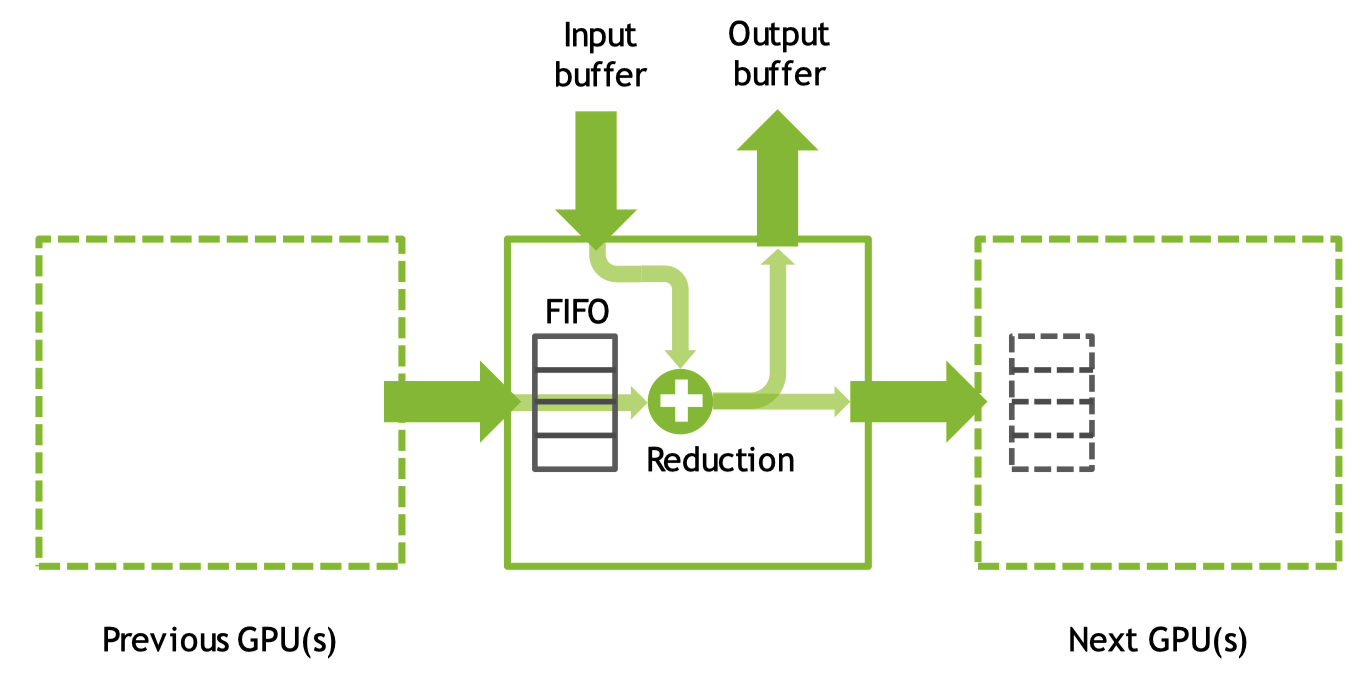 Input
buffer
Output
buffer
FIFO
Reduction
Previous GPU(s)
Next GPU(s)